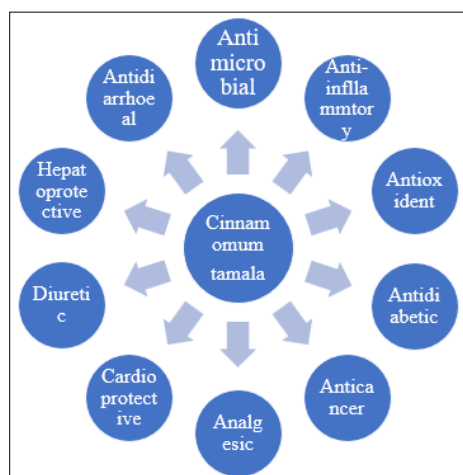 Anti
micro
bial
Anti-
inflla
mmtor
y
Antiox
ident
Antidi
abetic
Antica
ncer
Analg
esic
Cardio
protect
ive
Diureti
c
Hepat
oprote
ctive
Antidi
arrhoe
al
Cinnam
omum
tamala